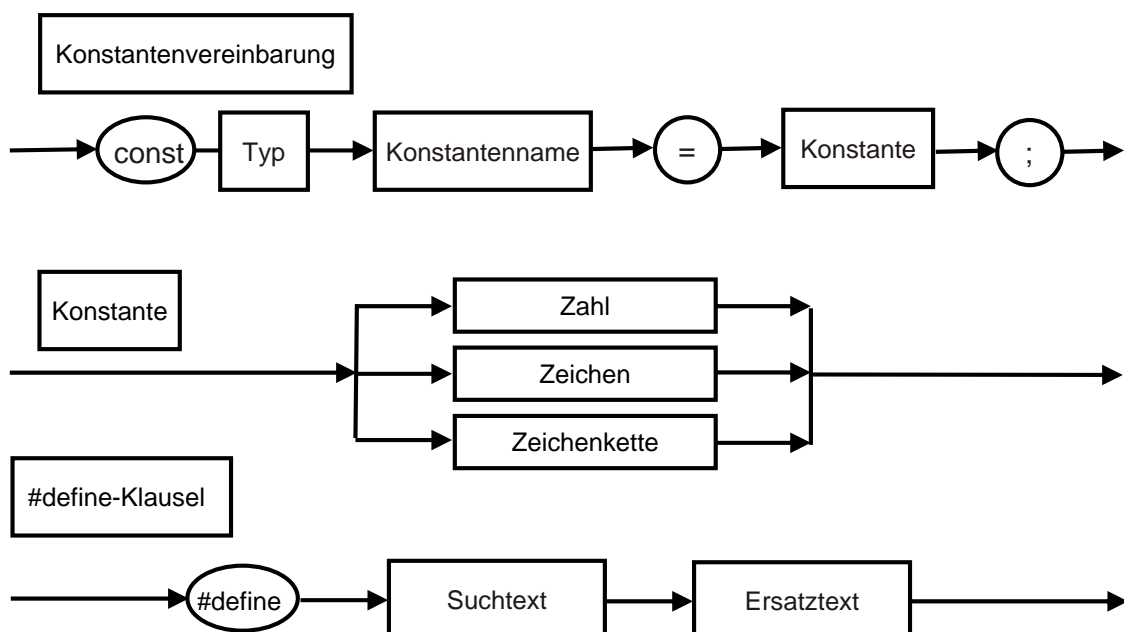 Konstantenvereinbarung
const Typ Konstantenname = Konstante ;
Konstante
Zahl
Zeichen
Zeichenkette
#define-Klausel
#define Suchtext Ersatztext